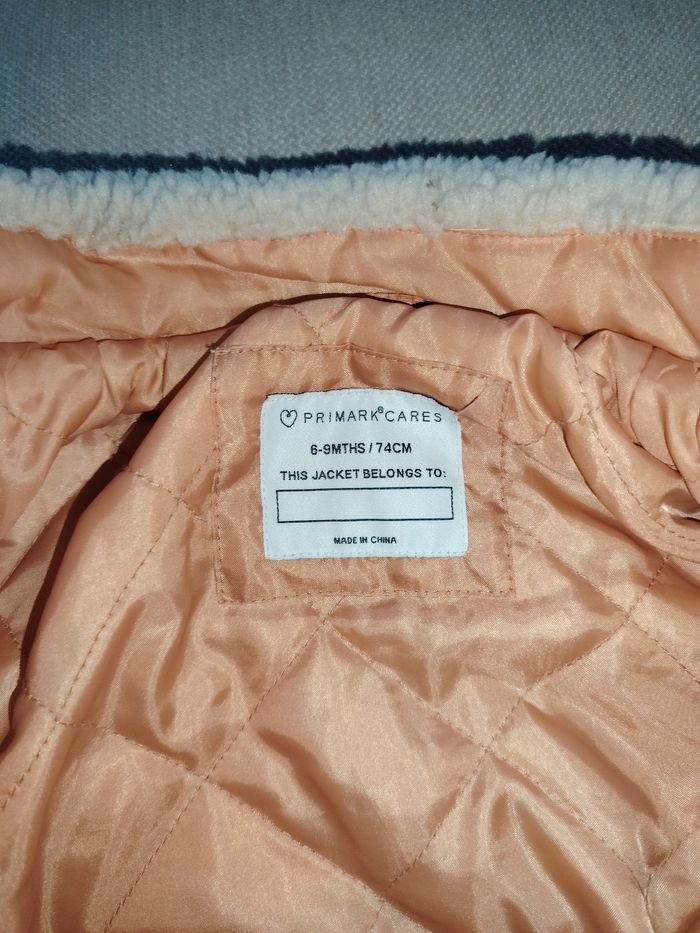 PRIMARK® CARES
6-9MTHS / 74CM
THIS JACKET BELONGS TO:
MADE IN CHINA